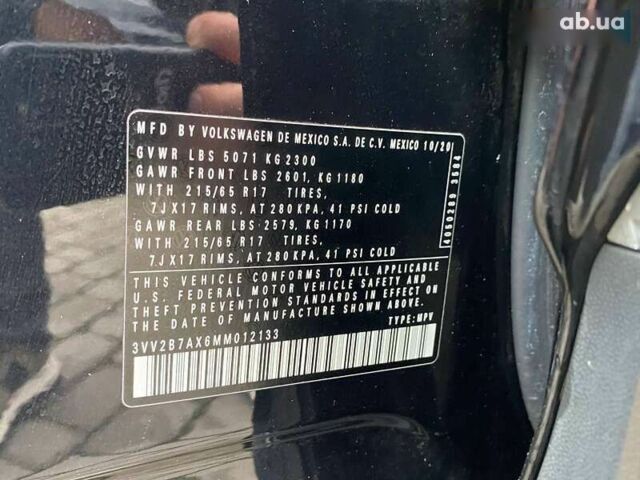 ab.ua
MFD BY VOLKSWAGEN DE MEXICO S.A. DE C.V. MEXICO 10/20
GVWR LBS 5071 KG 2300
GAWR FRONT LBS 2601, KG 1180
WITH 215/65 R17 TIRES,
7JX17 RIMS, AT 280 KPA, 41 PSI COLD
GAWR REAR LBS 2579, KG 1170
WITH 215/65 R17 TIRES,
7JX17 RIMS, AT 280 KPA, 41 PSI COLD
THIS VEHICLE CONFORMS TO ALL APPLICABLE
U.S. FEDERAL MOTOR VEHICLE SAFETY AND
THEFT PREVENTION STANDARDS IN EFFECT ON
THE DATE OF MANUFACTURE SHOWN ABOVE.
3VV2B7AX6MM012133 TYPE: MPV
4050289 3584